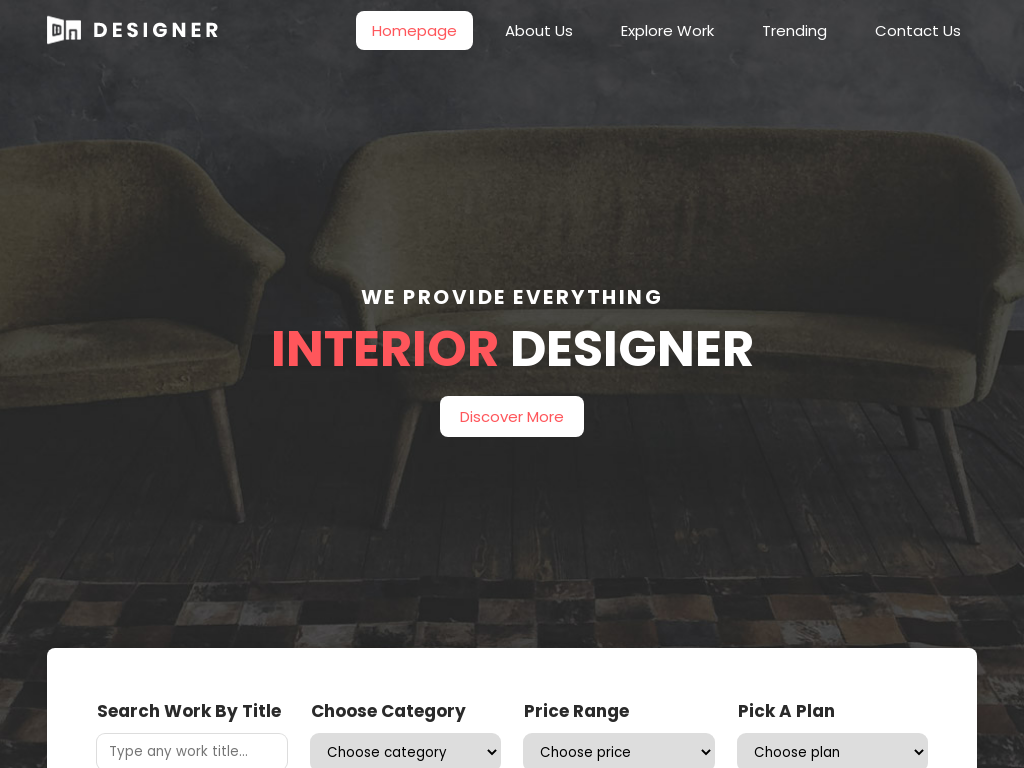 DESIGNER
Homepage
About Us
Explore Work
Trending
Contact Us
WE PROVIDE EVERYTHING
INTERIOR DESIGNER
Discover More
Search Work By Title
Choose Category
Price Range
Pick A Plan
Type any work title...
Choose category
Choose price
Choose plan